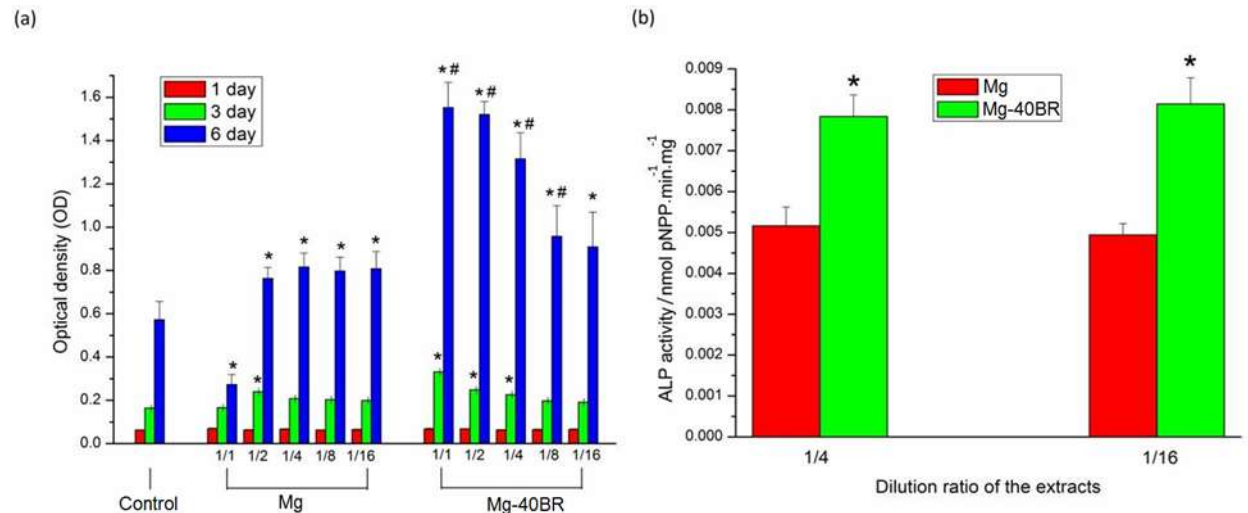 (a)
1 day
3 day
6 day
Optical density (OD)
1.6
1.4
1.2
1.0
0.8
0.6
0.4
0.2
0.0
*
*
*
*
*
*
*
*#
*
*#
*
*#
*
*#
*
1/1 1/2 1/4 1/8 1/16
1/1 1/2 1/4 1/8 1/16
Control
Mg
Mg-40BR
(b)
Mg
Mg-40BR
ALP activity / nmol pNPP.min⁻¹.mg⁻¹
0.009
0.008
0.007
0.006
0.005
0.004
0.003
0.002
0.001
0.000
*
*
1/4
1/16
Dilution ratio of the extracts